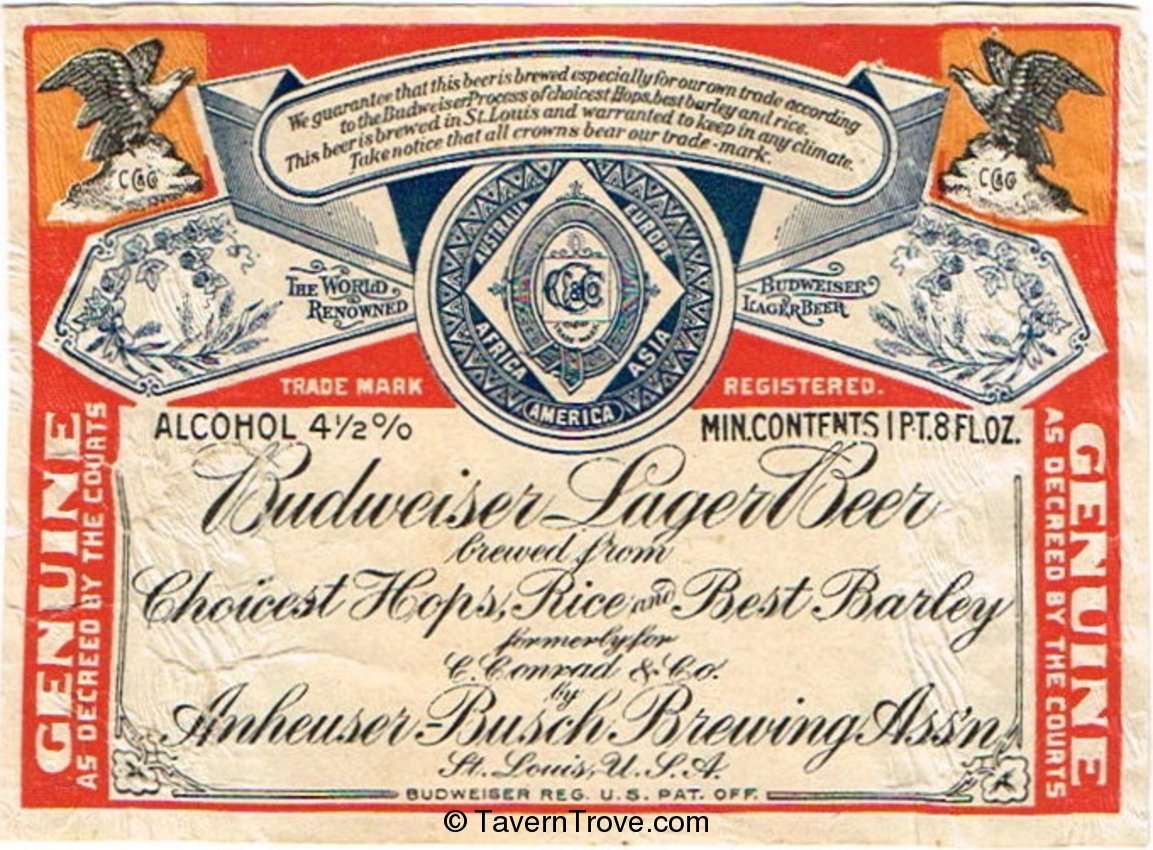 We guarantee that this beer is brewed especially for our own trade according
to the Budweiser Process of choicest Hops, best barley and rice.
This beer is brewed in St. Louis and warranted to keep in any climate.
Take notice that all crowns bear our trade-mark.
C C&CO
C C&CO
AUSTRALIA
EUROPE
AFRICA
ASIA
AMERICA
CC&Co
THE WORLD
RENOWNED
BUDWEISER
LAGER BEER
TRADE MARK
REGISTERED.
ALCOHOL 4½%
MIN. CONTENTS 1 PT. 8 FL. OZ.
GENUINE
AS DECREED BY THE COURTS
GENUINE
AS DECREED BY THE COURTS
Budweiser Lager Beer
brewed from
Choicest Hops, Rice and Best Barley
formerly for
C. Conrad & Co.
by
Anheuser-Busch Brewing Ass'n
St. Louis, U.S.A.
BUDWEISER REG. U.S. PAT. OFF.
© TavernTrove.com